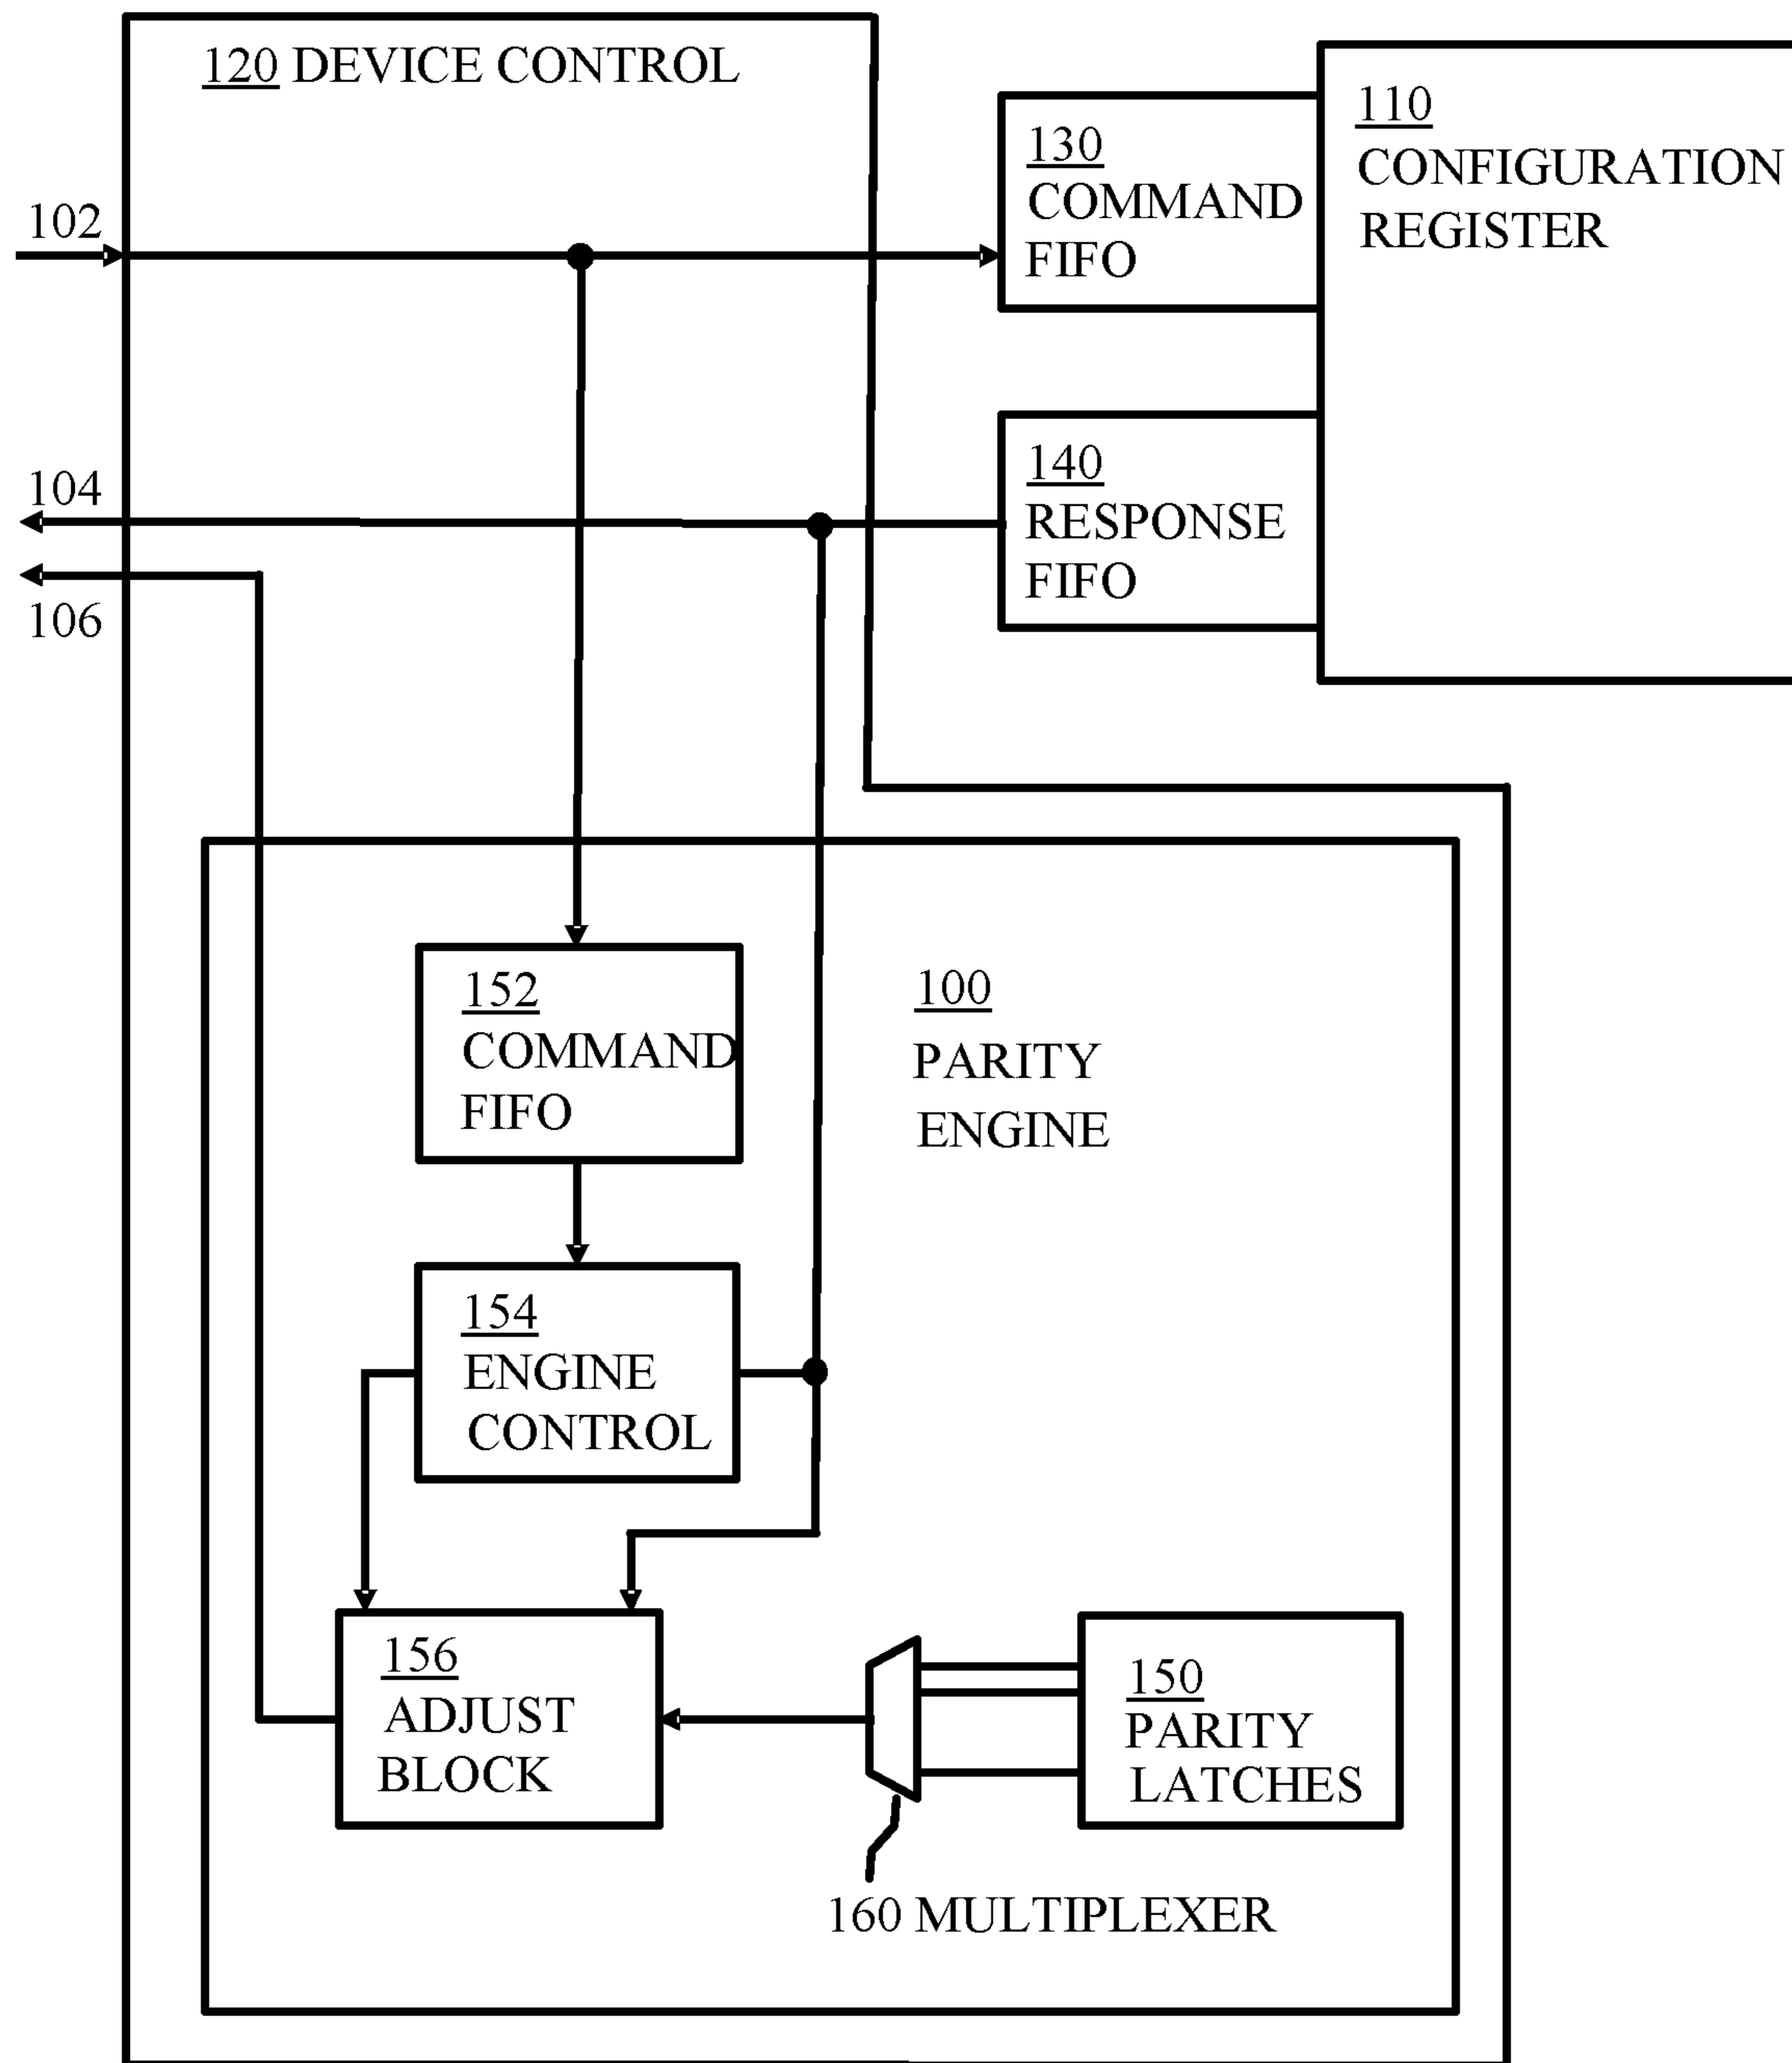 120 DEVICE CONTROL
110
CONFIGURATION
REGISTER
130
COMMAND
FIFO
102
140
RESPONSE
FIFO
104
106
152
COMMAND
FIFO
100
PARITY
ENGINE
154
ENGINE
CONTROL
156
ADJUST
BLOCK
150
PARITY
LATCHES
160 MULTIPLEXER